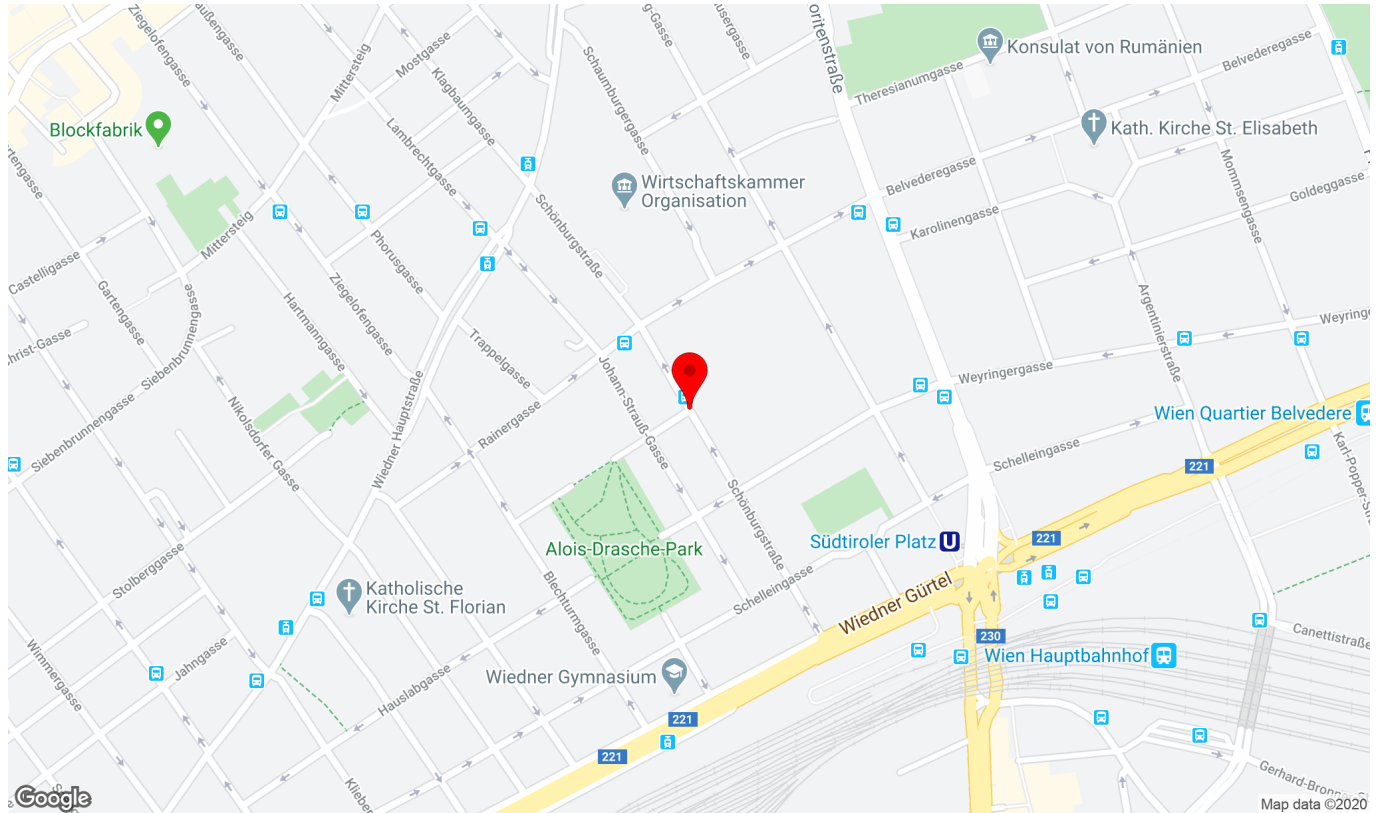 Ziegelofengasse
Mittersteig
Mostgasse
Klagbaumgasse
Schaumburgergasse
Theresianumgasse
Konsulat von Rumänien
Belvederegasse
Blockfabrik
Lambrechtgasse
Kath. Kirche St. Elisabeth
Wirtschaftskammer
Organisation
Belvederegasse
Mommsengasse
Goldeggasse
Schönburgstraße
Karolinengasse
Mittersteig
Castelligasse
Phorusgasse
Ziegelofengasse
Gartengasse
Hartmanngasse
Siebenbrunnengasse
Argentinierstraße
Trappelgasse
Johann-Strauß-Gasse
Weyringergasse
Wiedner Hauptstraße
Rainergasse
Nikolsdorfer Gasse
Siebenbrunnengasse
Wien Quartier Belvedere
Schelleingasse
221
Schönburgstraße
221
Südtiroler Platz
U
Alois-Drasche-Park
Stolberggasse
Blechturmgasse
Schelleingasse
Wiedner Gürtel
Katholische
Kirche St. Florian
230
Canettistraße
Wien Hauptbahnhof
Wimmergasse
Jahngasse
Hauslabgasse
Wiedner Gymnasium
221
221
Google
Map data ©2020